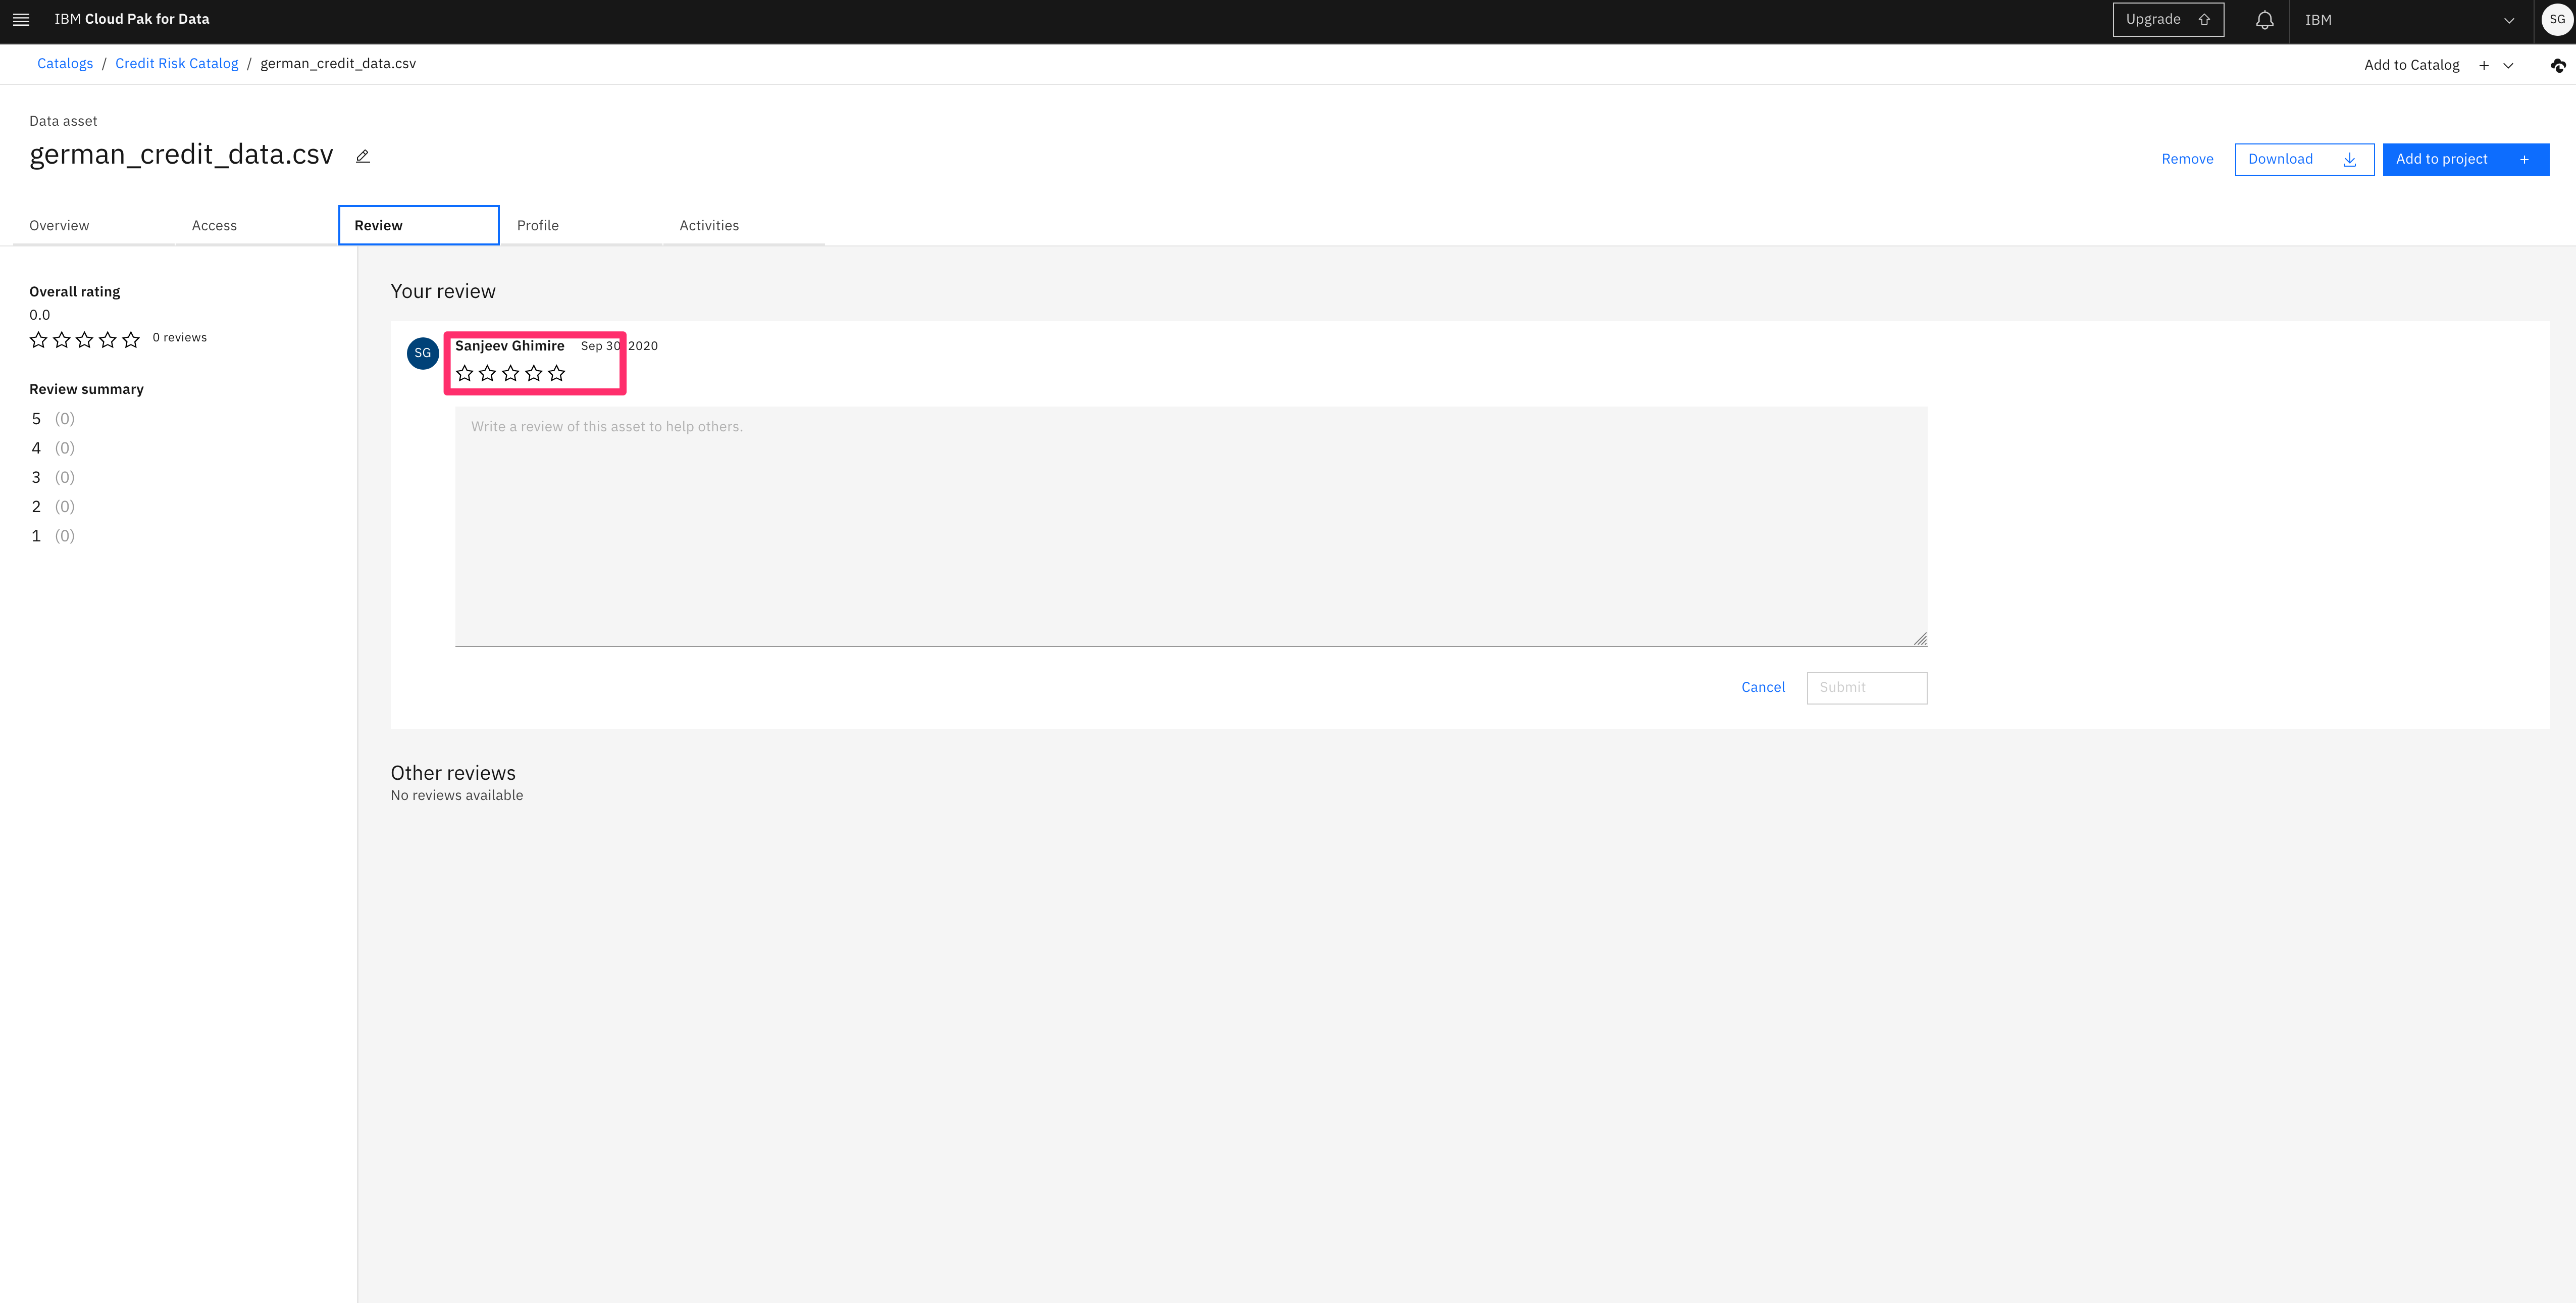 IBM Cloud Pak for Data
Upgrade
IBM
SG
Catalogs / Credit Risk Catalog / german_credit_data.csv
Add to Catalog +
Data asset
german_credit_data.csv
Remove
Download
Add to project +
Overview
Access
Review
Profile
Activities
Overall rating
0.0
0 reviews
Review summary
5 (0)
4 (0)
3 (0)
2 (0)
1 (0)
Your review
SG
Sanjeev Ghimire Sep 30, 2020
Write a review of this asset to help others.
Cancel
Submit
Other reviews
No reviews available